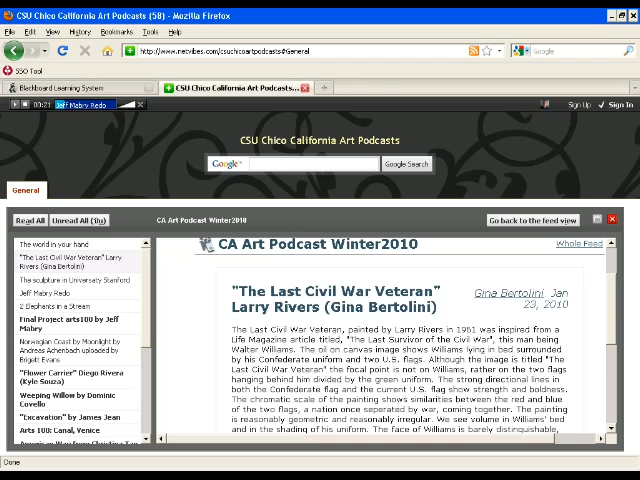 CSU Chico California Art Podcasts (58) - Mozilla Firefox
File Edit View History Bookmarks Tools Help
http://www.netvibes.com/csuchicoartpodcasts#General
Google
SSO Tool
Blackboard Learning System
CSU Chico California Art Podcasts...
00:21 Jeff Mabry Redo
Sign Up Sign In
CSU Chico California Art Podcasts
Google™ Google Search
General
Read All Unread All (fu) CA Art Podcast Winter2010 Go back to the feed view
The world in your hand
"The Last Civil War Veteran" Larry
Rivers (Gina Bertolini)
The sculpture in University Stanford
Jeff Mabry Redo
2 Elephants in a Stream
Final Project arts100 by Jeff
Mabry
Norwegian Coast by Moonlight by
Andreas Achenbach uploaded by
Brigett Evans
"Flower Carrier" Diego Rivera
(Kyle Souza)
Weeping Willow by Dominic
Covello
"Excavation" by James Jean
Arts 100: Canal, Venice
American Way from Christina Tan
CA Art Podcast Winter2010 Whole Feed
"The Last Civil War Veteran"
Larry Rivers (Gina Bertolini)
Gina Bertolini Jan
29, 2010
The Last Civil War Veteran, painted by Larry Rivers in 1961 was inspired from a
Life Magazine article titled, "The Last Survivor of the Civil War", this man being
Walter Williams. The oil on canvas image shows Williams lying in bed surrounded
by his Confederate uniform and two U.S. flags. Although the image is titled "The
Last Civil War Veteran" the focal point is not on Williams, rather on the two flags
hanging behind him divided by the green uniform. The strong directional lines in
both the Confederate flag and the current U.S. flag show strength and boldness.
The chromatic scale of the painting shows similarities between the red and blue
of the two flags, a nation once seperated by war, coming together. The painting
is reasonably geometric and reasonably irregular. We see volume in Williams' bed
and in the shading of his uniform. The face of Williams is barely distinguishable,
Done